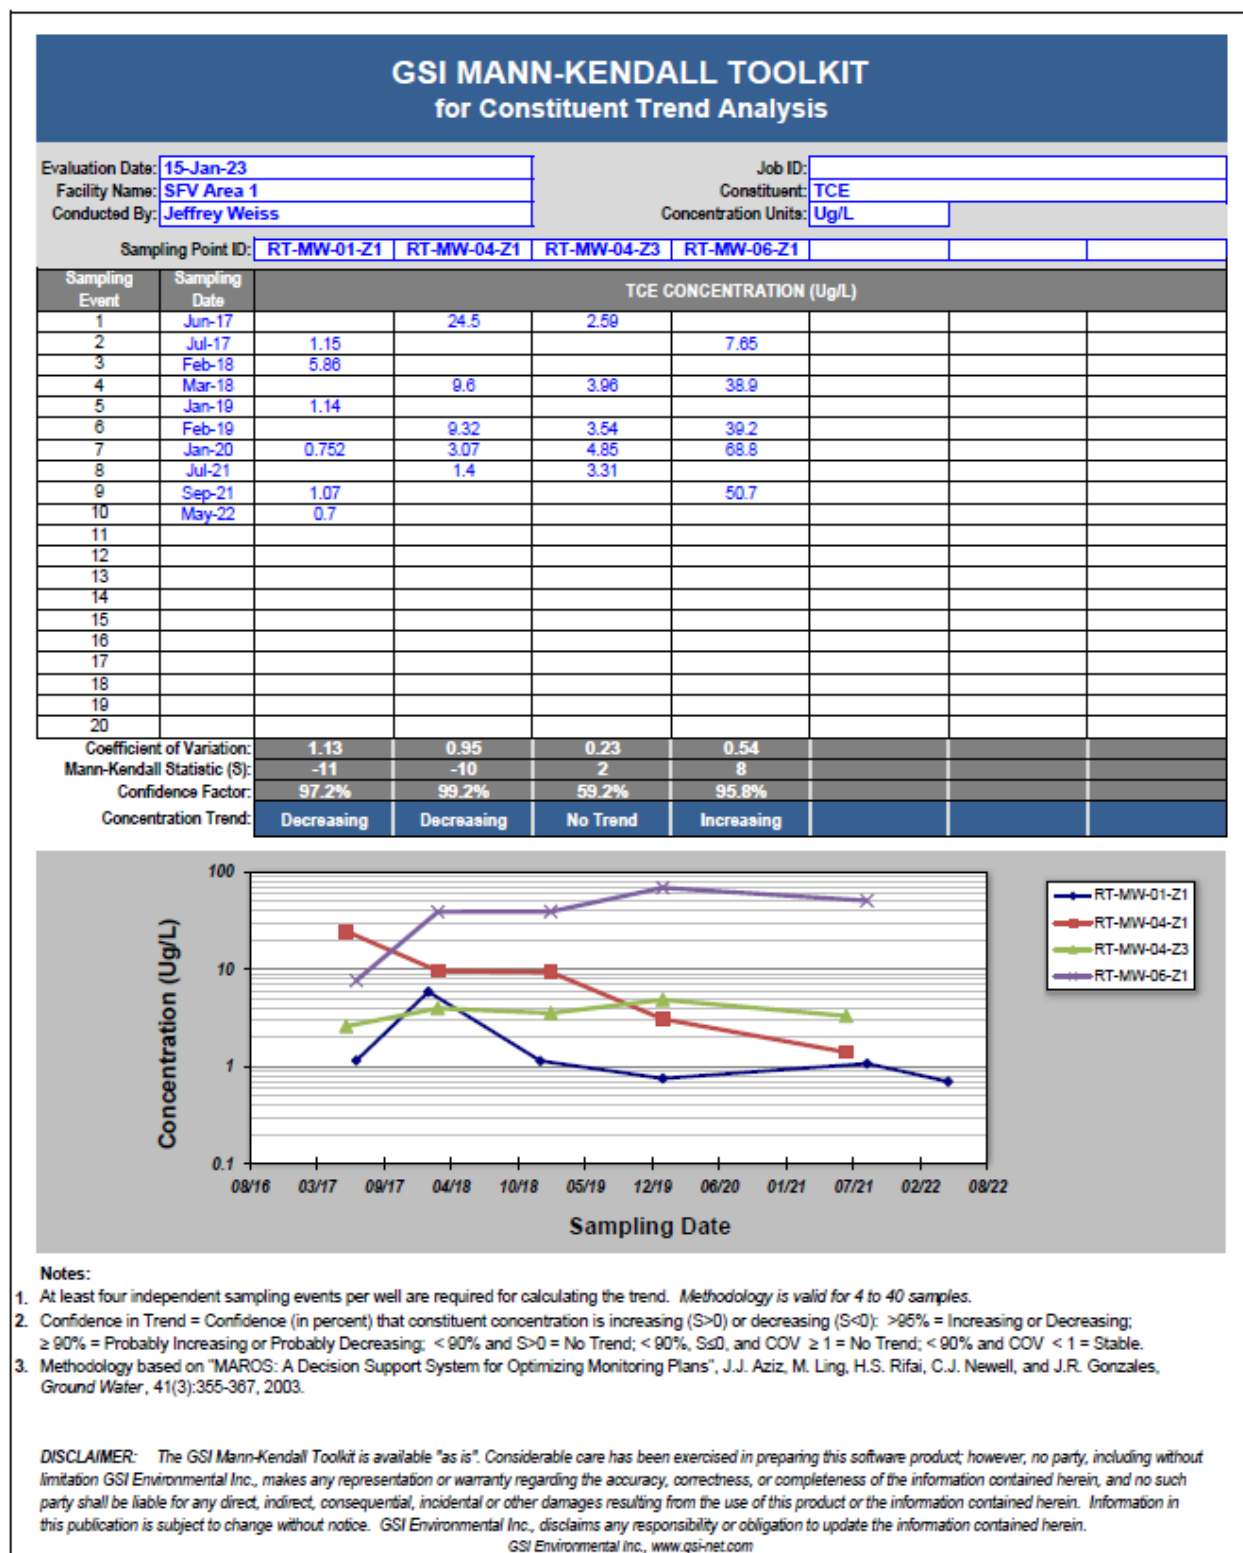 GSI MANN-KENDALL TOOLKIT
for Constituent Trend Analysis
Evaluation Date: 15-Jan-23 Job ID:
Facility Name: SFV Area 1 Constituent: TCE
Conducted By: Jeffrey Weiss Concentration Units: Ug/L
Sampling Point ID: RT-MW-01-Z1 RT-MW-04-Z1 RT-MW-04-Z3 RT-MW-06-Z1
Sampling Event Sampling Date TCE CONCENTRATION (Ug/L)
1 Jun-17 24.5 2.59
2 Jul-17 1.15 7.65
3 Feb-18 5.86
4 Mar-18 9.6 3.96 38.9
5 Jan-19 1.14
6 Feb-19 9.32 3.54 39.2
7 Jan-20 0.752 3.07 4.85 68.8
8 Jul-21 1.4 3.31
9 Sep-21 1.07 50.7
10 May-22 0.7
11
12
13
14
15
16
17
18
19
20
Coefficient of Variation: 1.13 0.95 0.23 0.54
Mann-Kendall Statistic (S): -11 -10 2 8
Confidence Factor: 97.2% 99.2% 59.2% 95.8%
Concentration Trend: Decreasing Decreasing No Trend Increasing
100
10
1
0.1
Concentration (Ug/L)
08/16 03/17 09/17 04/18 10/18 05/19 12/19 06/20 01/21 07/21 02/22 08/22
Sampling Date
RT-MW-01-Z1
RT-MW-04-Z1
RT-MW-04-Z3
RT-MW-06-Z1
Notes:
1. At least four independent sampling events per well are required for calculating the trend. Methodology is valid for 4 to 40 samples.
2. Confidence in Trend = Confidence (in percent) that constituent concentration is increasing (S>0) or decreasing (S<0): >95% = Increasing or Decreasing;
≥ 90% = Probably Increasing or Probably Decreasing; < 90% and S>0 = No Trend; < 90%, S≤0, and COV ≥ 1 = No Trend; < 90% and COV < 1 = Stable.
3. Methodology based on "MAROS: A Decision Support System for Optimizing Monitoring Plans", J.J. Aziz, M. Ling, H.S. Rifai, C.J. Newell, and J.R. Gonzales,
Ground Water, 41(3):355-367, 2003.
DISCLAIMER: The GSI Mann-Kendall Toolkit is available "as is". Considerable care has been exercised in preparing this software product; however, no party, including without
limitation GSI Environmental Inc., makes any representation or warranty regarding the accuracy, correctness, or completeness of the information contained herein, and no such
party shall be liable for any direct, indirect, consequential, incidental or other damages resulting from the use of this product or the information contained herein. Information in
this publication is subject to change without notice. GSI Environmental Inc., disclaims any responsibility or obligation to update the information contained herein.
GSI Environmental Inc., www.gsi-net.com